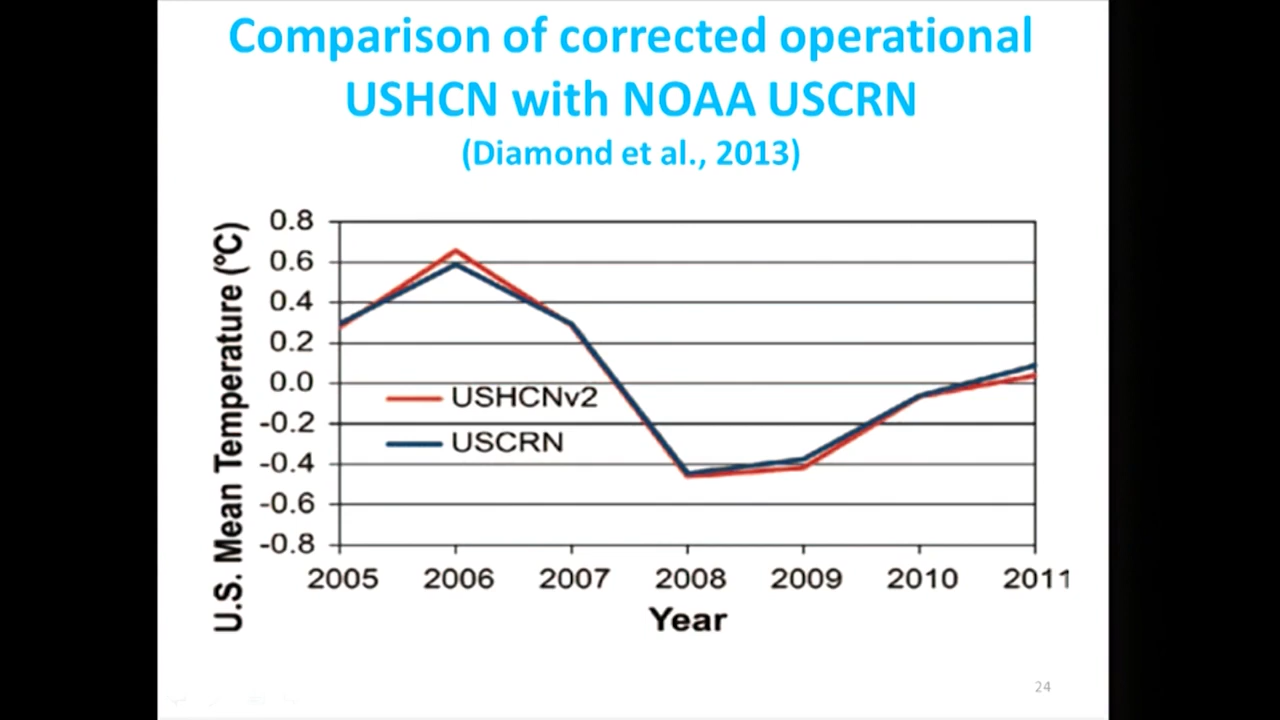 Comparison of corrected operational
USHCN with NOAA USCRN
(Diamond et al., 2013)
U.S. Mean Temperature (°C)
0.8
0.6
0.4
0.2
0.0
-0.2
-0.4
-0.6
-0.8
USHCNv2
USCRN
2005 2006 2007 2008 2009 2010 2011
Year
24